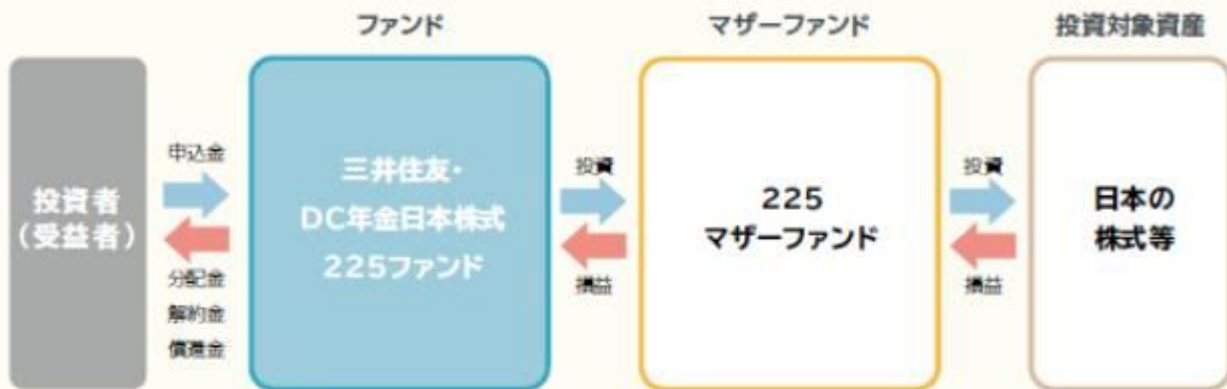 ファンド
マザーファンド
投資対象資産
投資者
（受益者）
申込金
分配金
解約金
償還金
三井住友・
DC年金日本株式
225ファンド
投資
損益
225
マザーファンド
投資
損益
日本の
株式等